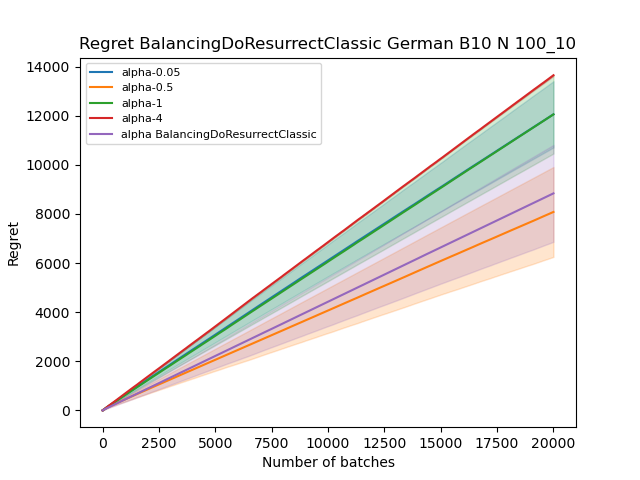 Regret BalancingDoResurrectClassic German B10 N 100_10
14000
12000
10000
8000
6000
4000
2000
0
Regret
alpha-0.05
alpha-0.5
alpha-1
alpha-4
alpha BalancingDoResurrectClassic
0 2500 5000 7500 10000 12500 15000 17500 20000
Number of batches